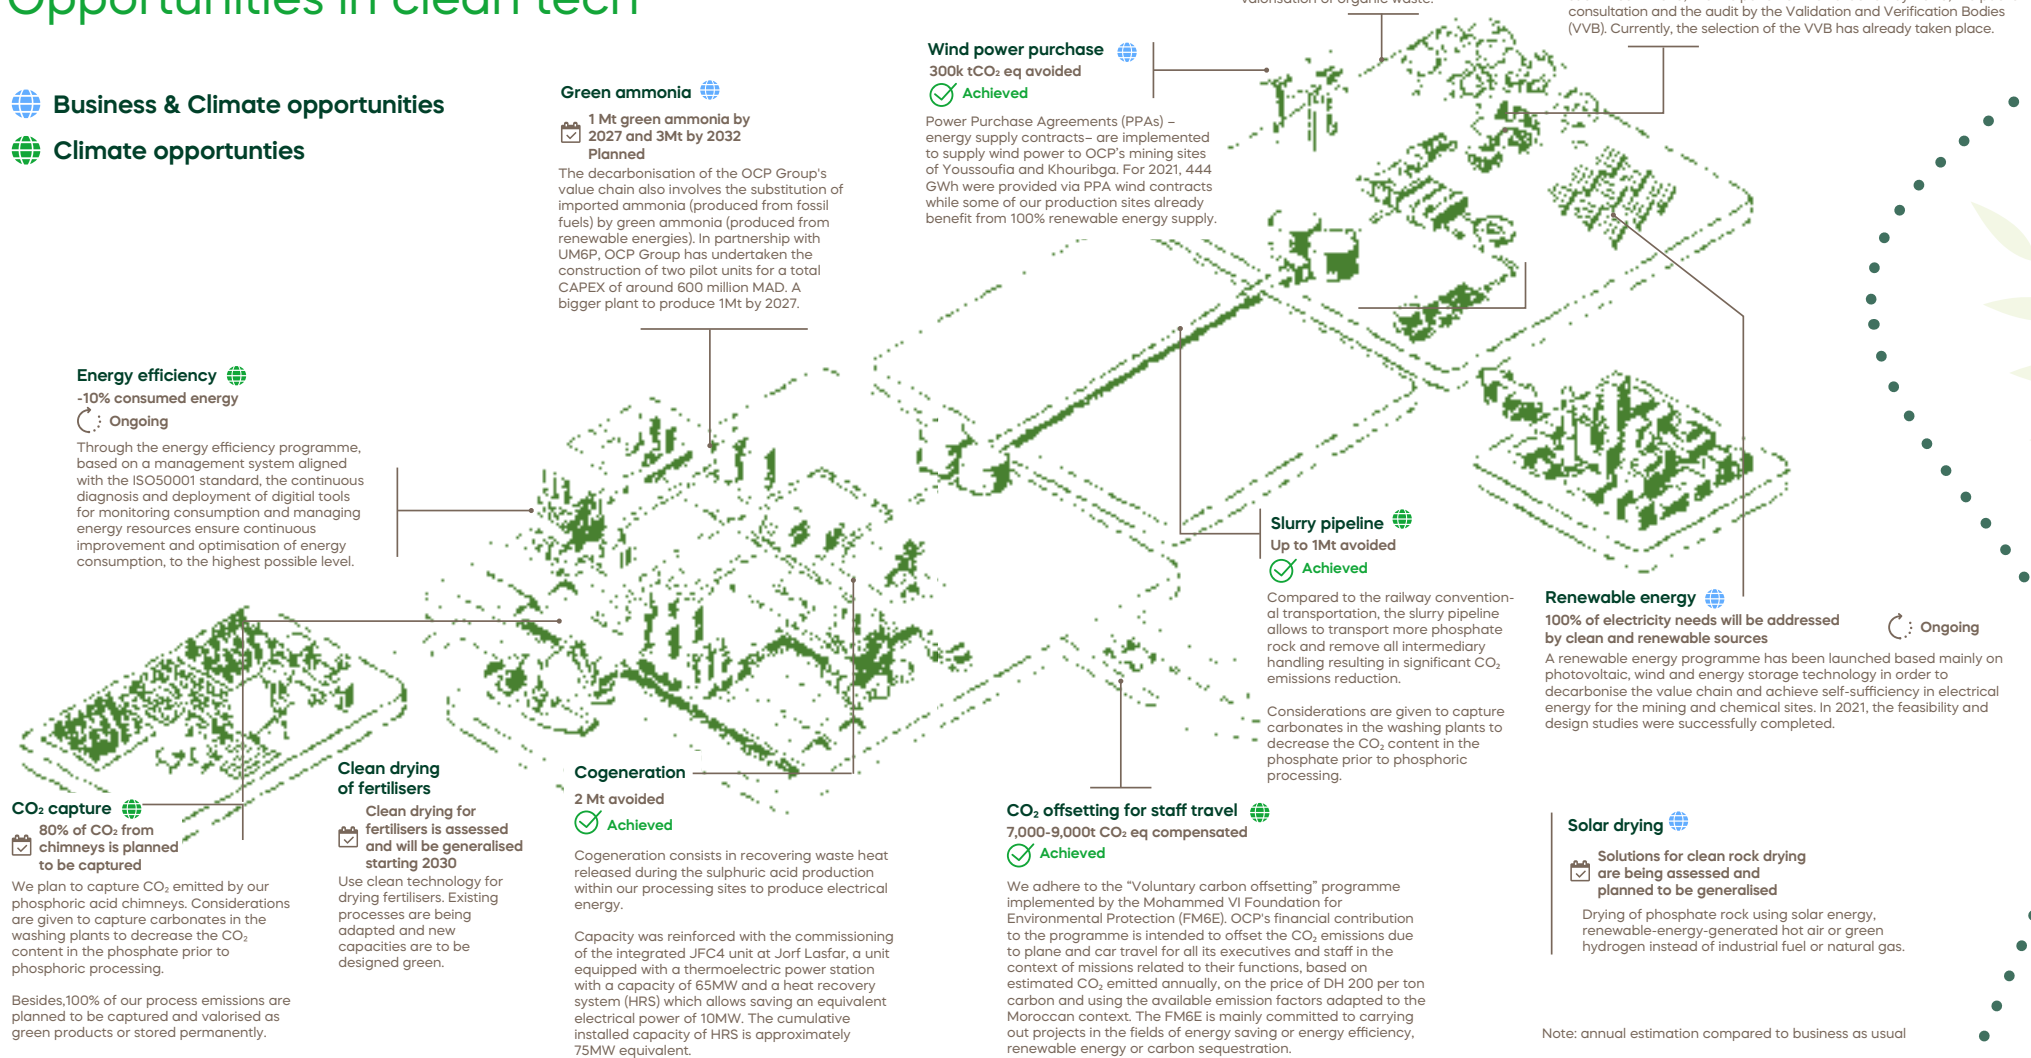 Opportunities in clean tech
Business & Climate opportunities
Climate opportunties
valorisation of organic waste.
consultation and the audit by the Validation and Verification Bodies
(VVB). Currently, the selection of the VVB has already taken place.
Wind power purchase
300k tCO₂ eq avoided
Achieved
Power Purchase Agreements (PPAs) –
energy supply contracts– are implemented
to supply wind power to OCP's mining sites
of Youssoufia and Khouribga. For 2021, 444
GWh were provided via PPA wind contracts
while some of our production sites already
benefit from 100% renewable energy supply.
Green ammonia
1 Mt green ammonia by
2027 and 3Mt by 2032
Planned
The decarbonisation of the OCP Group's
value chain also involves the substitution of
imported ammonia (produced from fossil
fuels) by green ammonia (produced from
renewable energies). In partnership with
UM6P, OCP Group has undertaken the
construction of two pilot units for a total
CAPEX of around 600 million MAD. A
bigger plant to produce 1Mt by 2027.
Energy efficiency
-10% consumed energy
Ongoing
Through the energy efficiency programme,
based on a management system aligned
with the ISO50001 standard, the continuous
diagnosis and deployment of digitial tools
for monitoring consumption and managing
energy resources ensure continuous
improvement and optimisation of energy
consumption, to the highest possible level.
Slurry pipeline
Up to 1Mt avoided
Achieved
Compared to the railway convention-
al transportation, the slurry pipeline
allows to transport more phosphate
rock and remove all intermediary
handling resulting in significant CO₂
emissions reduction.
Considerations are given to capture
carbonates in the washing plants to
decrease the CO₂ content in the
phosphate prior to phosphoric
processing.
Renewable energy
100% of electricity needs will be addressed
by clean and renewable sources
Ongoing
A renewable energy programme has been launched based mainly on
photovoltaic, wind and energy storage technology in order to
decarbonise the value chain and achieve self-sufficiency in electrical
energy for the mining and chemical sites. In 2021, the feasibility and
design studies were successfully completed.
CO₂ capture
80% of CO₂ from
chimneys is planned
to be captured
We plan to capture CO₂ emitted by our
phosphoric acid chimneys. Considerations
are given to capture carbonates in the
washing plants to decrease the CO₂
content in the phosphate prior to
phosphoric processing.
Besides,100% of our process emissions are
planned to be captured and valorised as
green products or stored permanently.
Clean drying
of fertilisers
Clean drying for
fertilisers is assessed
and will be generalised
starting 2030
Use clean technology for
drying fertilisers. Existing
processes are being
adapted and new
capacities are to be
designed green.
Cogeneration
2 Mt avoided
Achieved
Cogeneration consists in recovering waste heat
released during the sulphuric acid production
within our processing sites to produce electrical
energy.
Capacity was reinforced with the commissioning
of the integrated JFC4 unit at Jorf Lasfar, a unit
equipped with a thermoelectric power station
with a capacity of 65MW and a heat recovery
system (HRS) which allows saving an equivalent
electrical power of 10MW. The cumulative
installed capacity of HRS is approximately
75MW equivalent.
CO₂ offsetting for staff travel
7,000-9,000t CO₂ eq compensated
Achieved
We adhere to the “Voluntary carbon offsetting” programme
implemented by the Mohammed VI Foundation for
Environmental Protection (FM6E). OCP's financial contribution
to the programme is intended to offset the CO₂ emissions due
to plane and car travel for all its executives and staff in the
context of missions related to their functions, based on
estimated CO₂ emitted annually, on the price of DH 200 per ton
carbon and using the available emission factors adapted to the
Moroccan context. The FM6E is mainly committed to carrying
out projects in the fields of energy saving or energy efficiency,
renewable energy or carbon sequestration.
Solar drying
Solutions for clean rock drying
are being assessed and
planned to be generalised
Drying of phosphate rock using solar energy,
renewable-energy-generated hot air or green
hydrogen instead of industrial fuel or natural gas.
Note: annual estimation compared to business as usual